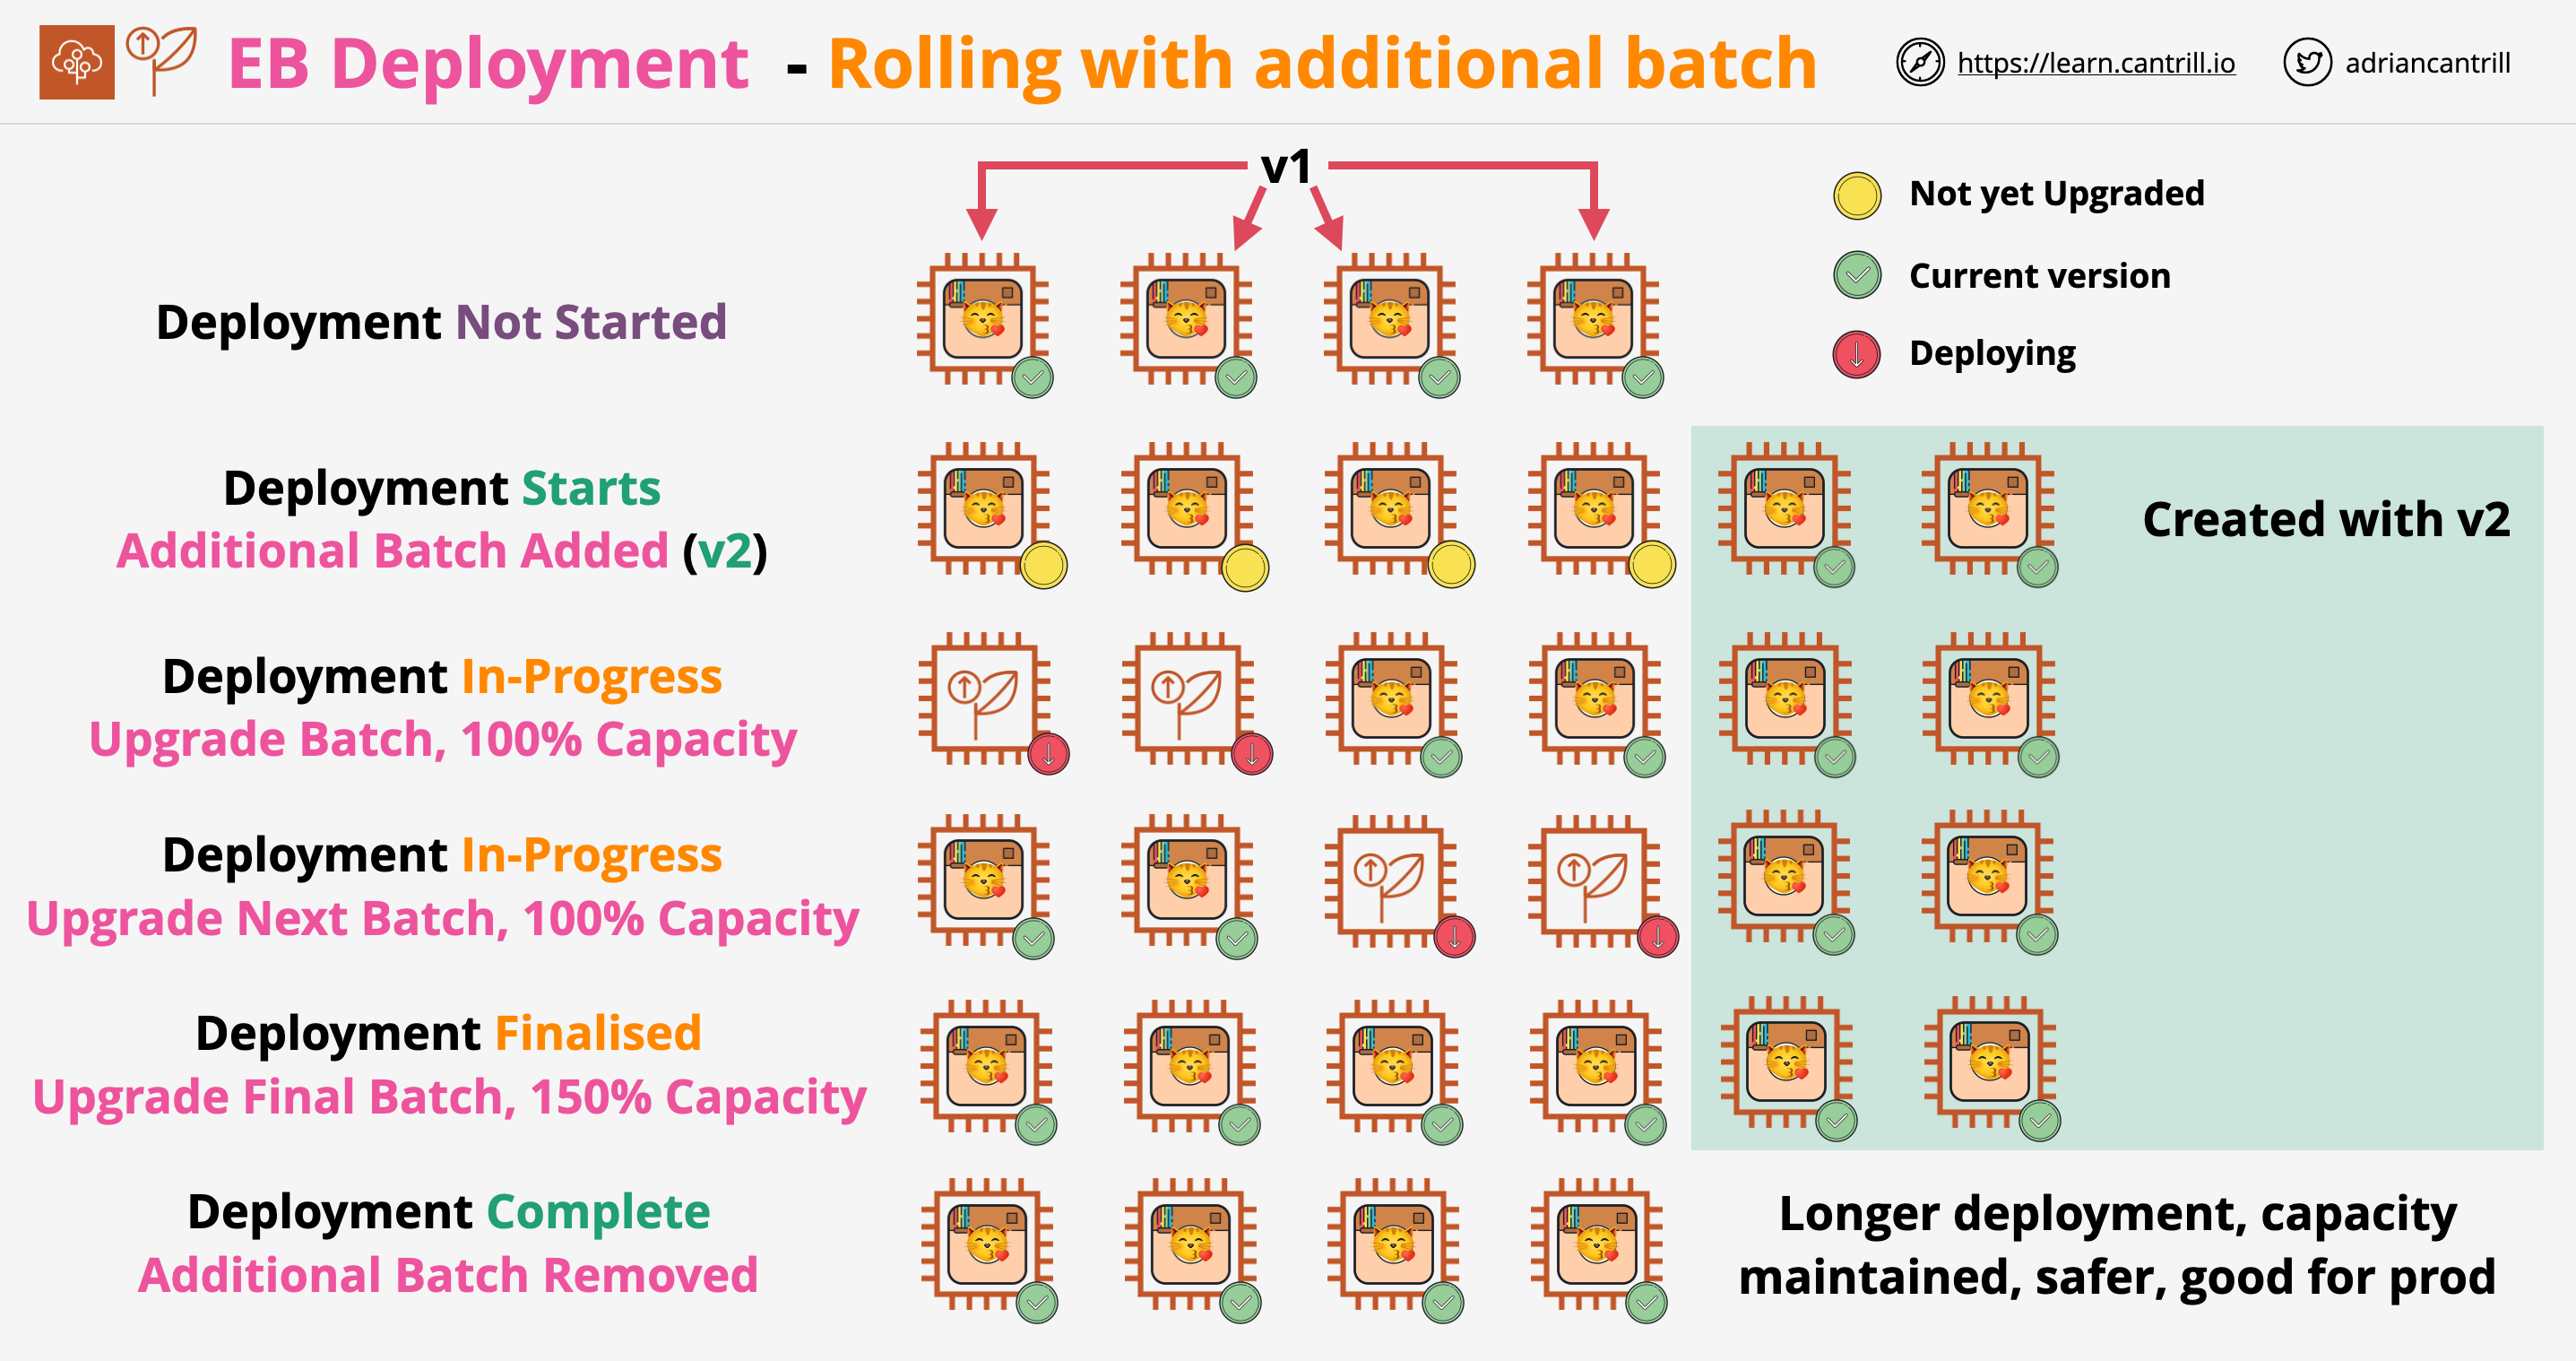 EB Deployment - Rolling with additional batch
https://learn.cantrill.io
adriancantrill
v1
Not yet Upgraded
Current version
Deploying
Deployment Not Started
Deployment Starts
Additional Batch Added (v2)
Created with v2
Deployment In-Progress
Upgrade Batch, 100% Capacity
Deployment In-Progress
Upgrade Next Batch, 100% Capacity
Deployment Finalised
Upgrade Final Batch, 150% Capacity
Deployment Complete
Additional Batch Removed
Longer deployment, capacity
maintained, safer, good for prod